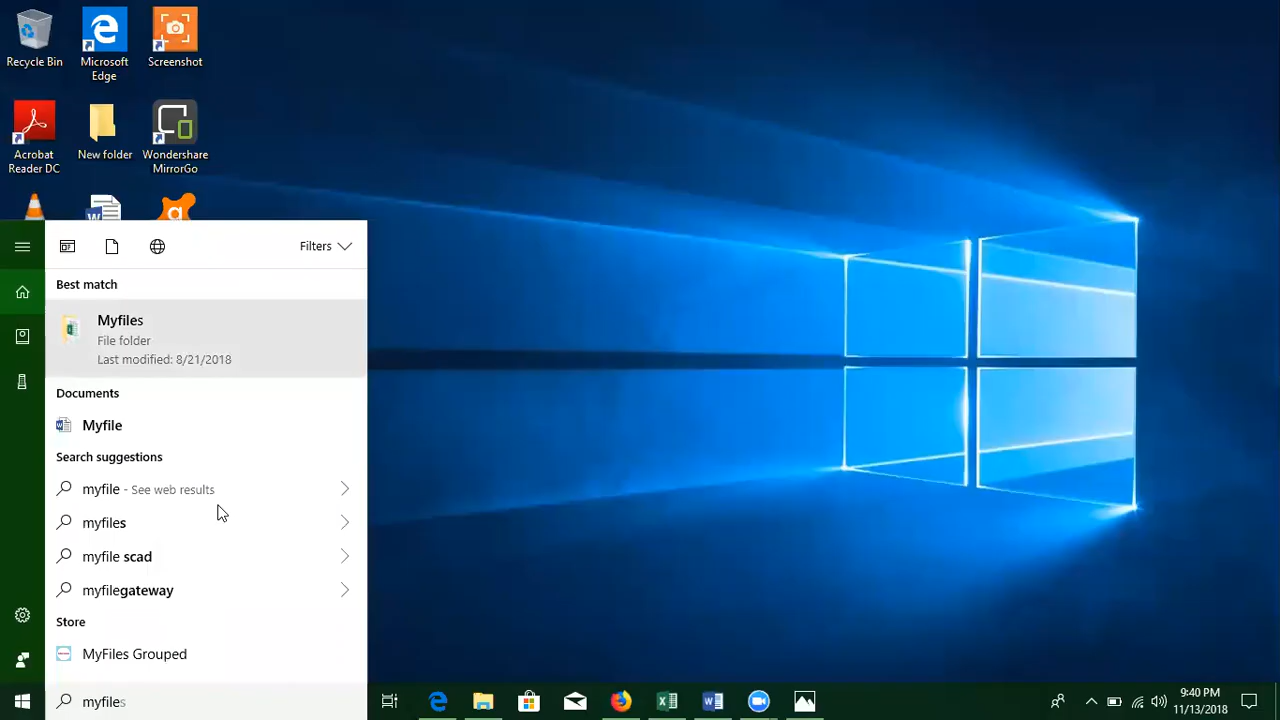 Recycle Bin
Microsoft
Edge
Screenshot
Acrobat
Reader DC
New folder
Wondershare
MirrorGo
Filters
Best match
Myfiles
File folder
Last modified: 8/21/2018
Documents
Myfile
Search suggestions
myfile - See web results
myfiles
myfile scad
myfilegateway
Store
MyFiles Grouped
myfiles
9:40 PM
11/13/2018